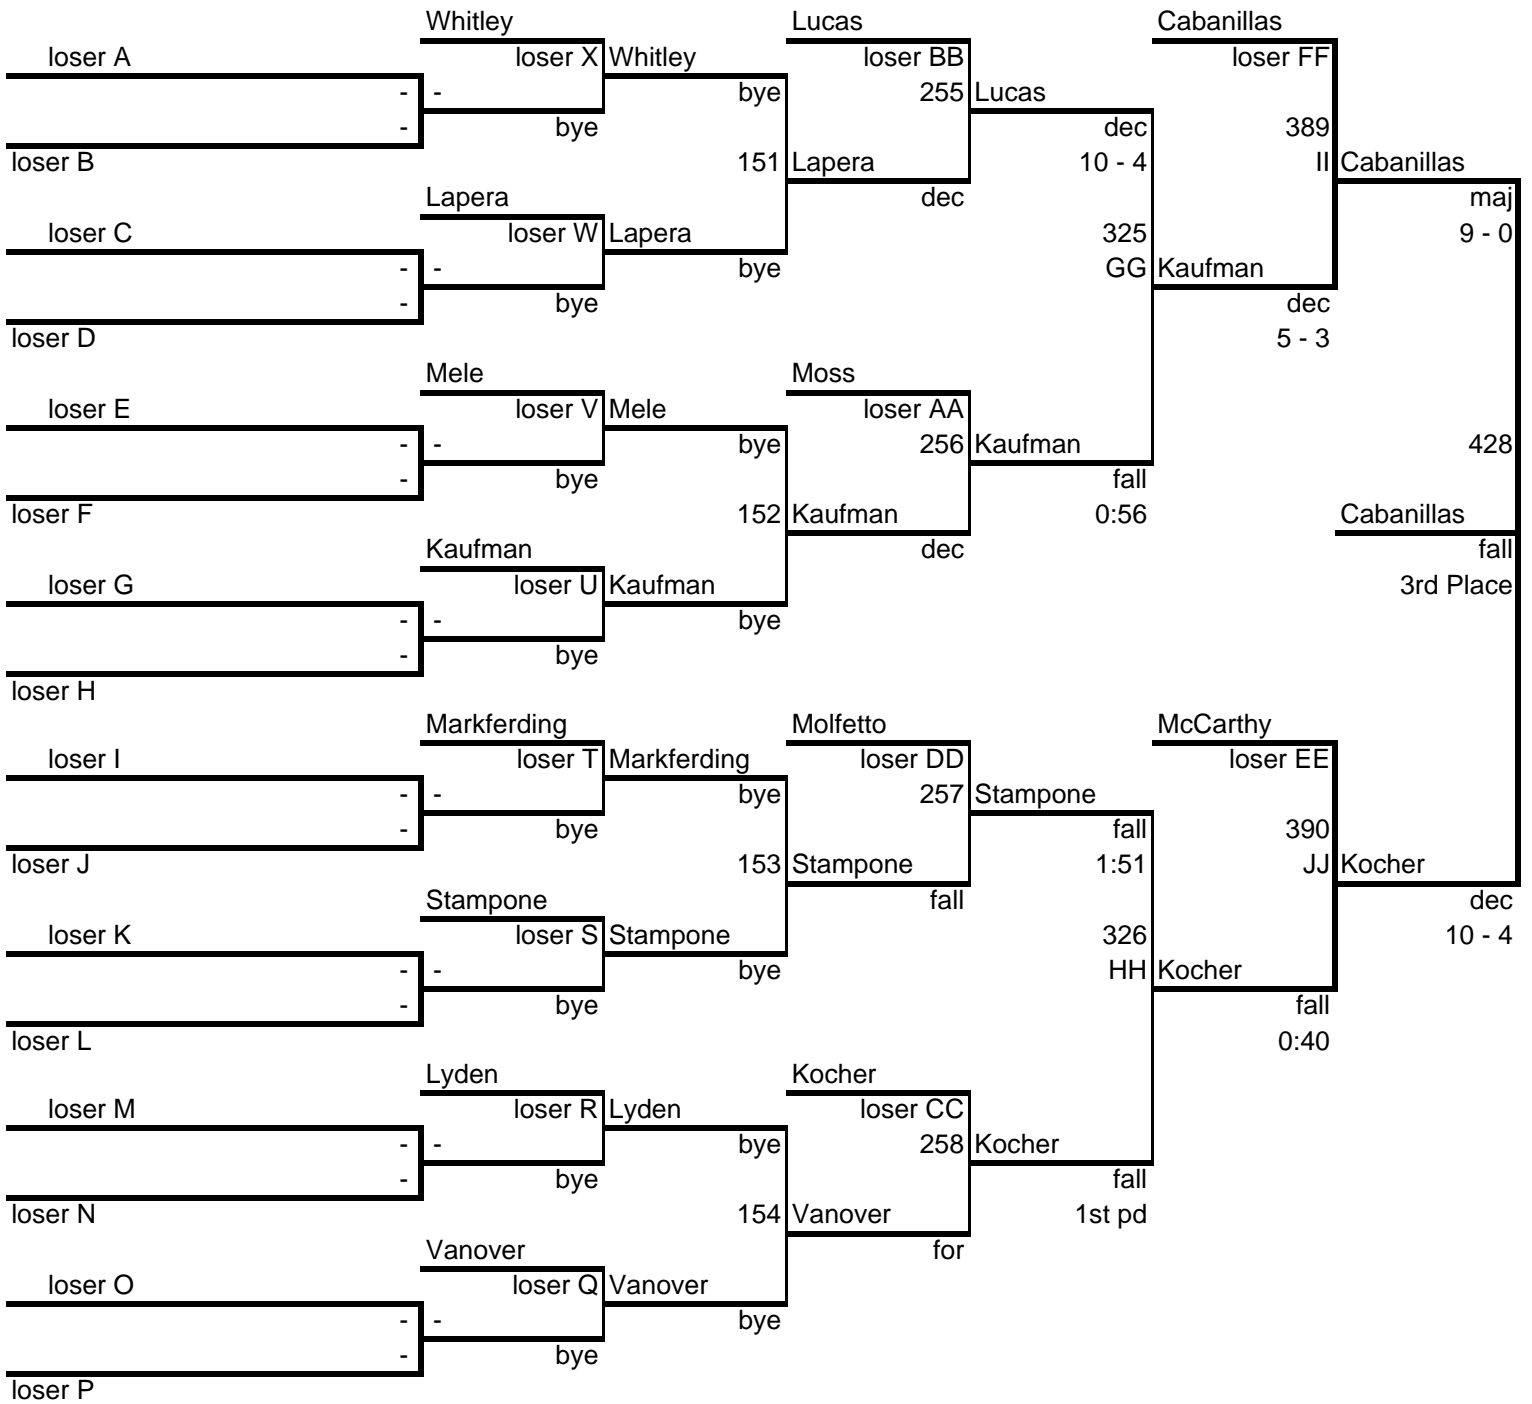 Whitley Lucas Cabanillas
loser A loser X Whitley loser BB loser FF
- - bye 255 Lucas
- bye dec 389
loser B 151 Lapera 10 - 4 II Cabanillas
Lapera dec maj
loser C loser W Lapera 325 9 - 0
- - bye GG Kaufman
- bye dec
loser D 5 - 3
Mele Moss
loser E loser V Mele loser AA
- - bye 256 Kaufman 428
- bye fall
loser F 152 Kaufman 0:56 Cabanillas
Kaufman dec fall
loser G loser U Kaufman 3rd Place
- - bye
- bye
loser H
Markferding Molfetto McCarthy
loser I loser T Markferding loser DD loser EE
- - bye 257 Stampone
- bye fall 390
loser J 153 Stampone 1:51 JJ Kocher
Stampone fall dec
loser K loser S Stampone 326 10 - 4
- - bye HH Kocher
- bye fall
loser L 0:40
Lyden Kocher
loser M loser R Lyden loser CC
- - bye 258 Kocher
- bye fall
loser N 154 Vanover 1st pd
Vanover for
loser O loser Q Vanover
- - bye
- bye
loser P